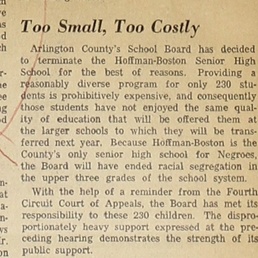 Too Small, Too Costly
Arlington County's School Board has decided
to terminate the Hoffman-Boston Senior High
School for the best of reasons. Providing a
reasonably diverse program for only 230 stu-
dents is prohibitively expensive, and consequently
those students have not enjoyed the same qual-
ity of education that will be offered them at
the larger schools to which they will be trans-
ferred next year. Because Hoffman-Boston is the
County's only senior high school for Negroes,
the Board will have ended racial segregation in
the upper three grades of the school system.
With the help of a reminder from the Fourth
Circuit Court of Appeals, the Board has met its
responsibility to these 230 children. The dispro-
portionately heavy support expressed at the pre-
ceding hearing demonstrates the strength of its
public support.